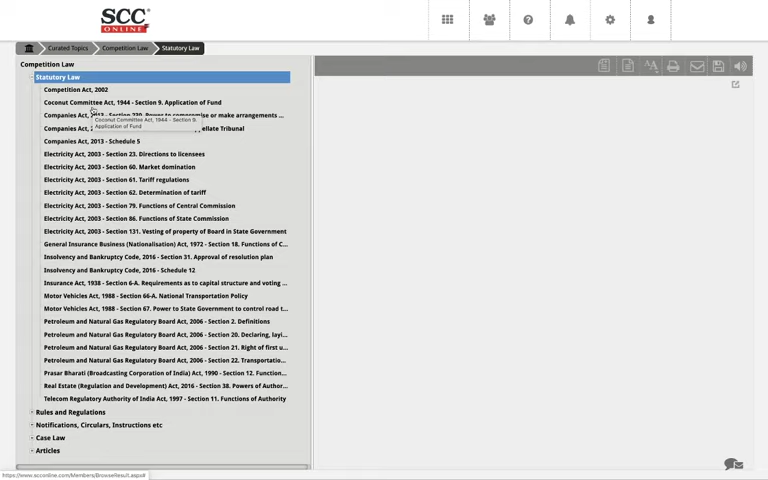 SCC
ONLINE
Curated Topics
Competition Law
Statutory Law
Competition Law
Statutory Law
Competition Act, 2002
Coconut Committee Act, 1944 - Section 9. Application of Fund
Companies Act, 2013 - Section 230. Power to compromise or make arrangements ...
Coconut Committee Act, 1944 - Section 9.
Application of Fund
Companies Act, 2 ppellate Tribunal
Companies Act, 2013 - Schedule 5
Electricity Act, 2003 - Section 23. Directions to licensees
Electricity Act, 2003 - Section 60. Market domination
Electricity Act, 2003 - Section 61. Tariff regulations
Electricity Act, 2003 - Section 62. Determination of tariff
Electricity Act, 2003 - Section 79. Functions of Central Commission
Electricity Act, 2003 - Section 86. Functions of State Commission
Electricity Act, 2003 - Section 131. Vesting of property of Board in State Government
General Insurance Business (Nationalisation) Act, 1972 - Section 18. Functions of C...
Insolvency and Bankruptcy Code, 2016 - Section 31. Approval of resolution plan
Insolvency and Bankruptcy Code, 2016 - Schedule 12
Insurance Act, 1938 - Section 6-A. Requirements as to capital structure and voting ...
Motor Vehicles Act, 1988 - Section 66-A. National Transportation Policy
Motor Vehicles Act, 1988 - Section 67. Power to State Government to control road t...
Petroleum and Natural Gas Regulatory Board Act, 2006 - Section 2. Definitions
Petroleum and Natural Gas Regulatory Board Act, 2006 - Section 20. Declaring, layi...
Petroleum and Natural Gas Regulatory Board Act, 2006 - Section 21. Right of first u...
Petroleum and Natural Gas Regulatory Board Act, 2006 - Section 22. Transportatio...
Prasar Bharati (Broadcasting Corporation of India) Act, 1990 - Section 12. Function...
Real Estate (Regulation and Development) Act, 2016 - Section 38. Powers of Author...
Telecom Regulatory Authority of India Act, 1997 - Section 11. Functions of Authority
Rules and Regulations
Notifications, Circulars, Instructions etc
Case Law
Articles
https://www.scconline.com/Members/BrowseResult.aspx#